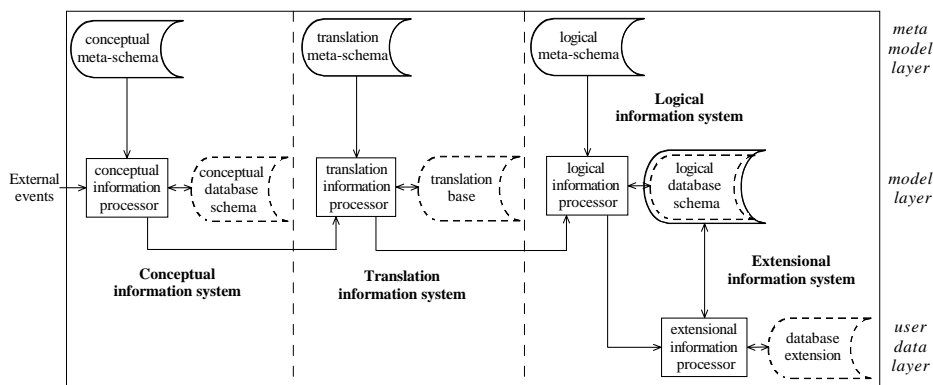 conceptual
meta-schema
translation
meta-schema
logical
meta-schema
meta
model
layer
Logical
information system
External
events
conceptual
information
processor
conceptual
database
schema
translation
information
processor
translation
base
logical
information
processor
logical
database
schema
model
layer
Conceptual
information system
Translation
information system
Extensional
information system
extensional
information
processor
database
extension
user
data
layer